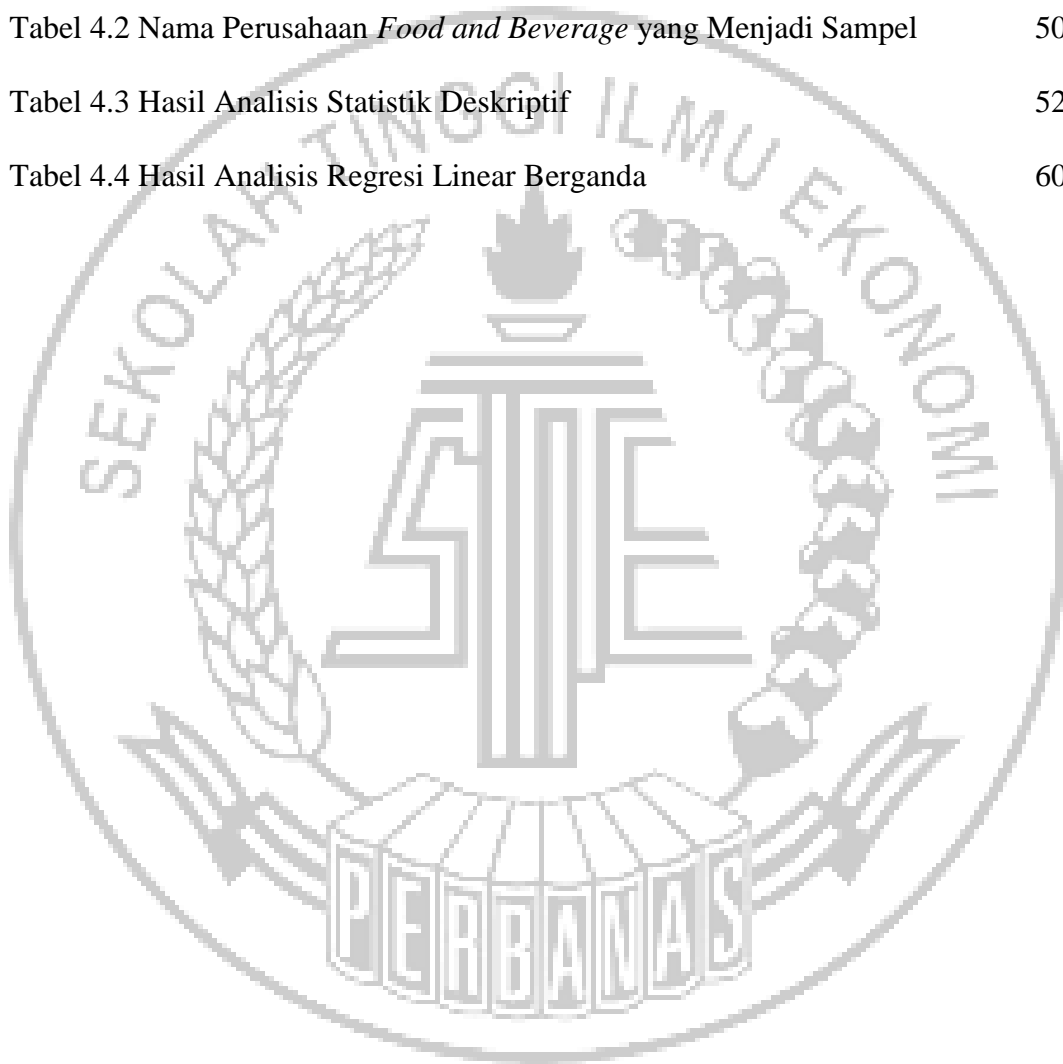 Tabel 4.2 Nama Perusahaan Food and Beverage yang Menjadi Sampel 50
Tabel 4.3 Hasil Analisis Statistik Deskriptif 52
Tabel 4.4 Hasil Analisis Regresi Linear Berganda 60
SEKOLAH TINGGI ILMU EKONOMI
STIE
PERBANAS